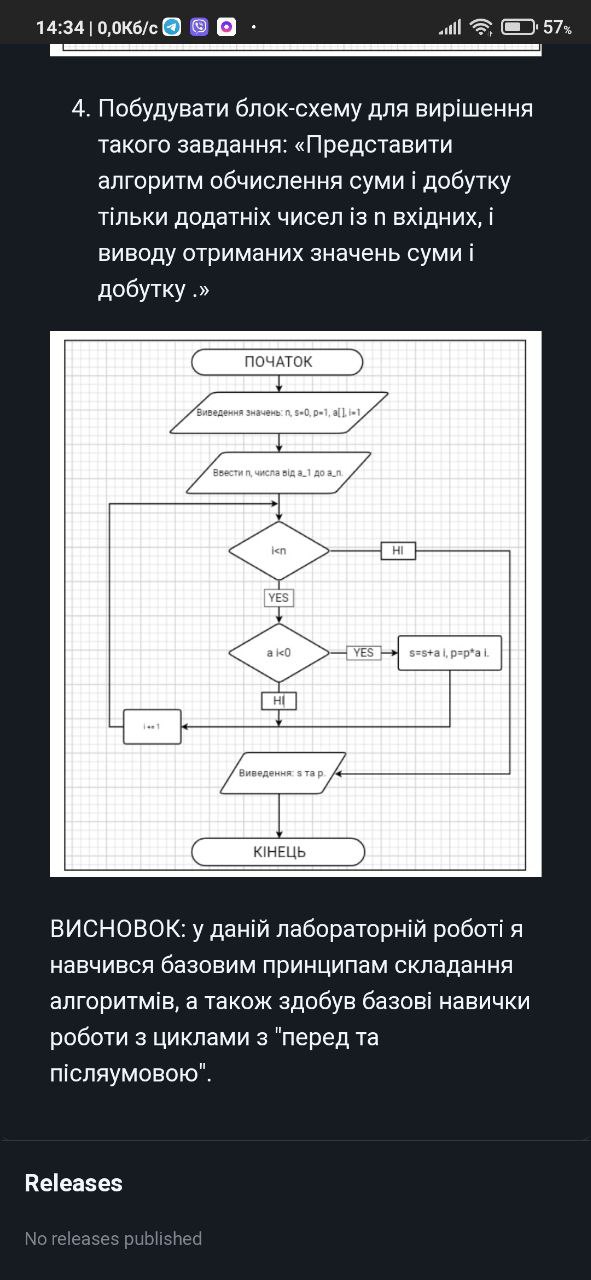 14:34 | 0,0Кб/с
57%
4. Побудувати блок-схему для вирішення
такого завдання: «Представити
алгоритм обчислення суми і добутку
тільки додатніх чисел із n вхідних, і
виводу отриманих значень суми і
добутку .»
ПОЧАТОК
Виведення значень: n, s=0, p=1, a[ ], i=1
Ввести n, числа від a_1 до a_n.
i<n
НІ
YES
a i<0
YES
s=s+a i, p=p*a i.
НІ
i += 1
Виведення: s та p.
КІНЕЦЬ
ВИСНОВОК: у даній лабораторній роботі я
навчився базовим принципам складання
алгоритмів, а також здобув базові навички
роботи з циклами з "перед та
післяумовою".
Releases
No releases published